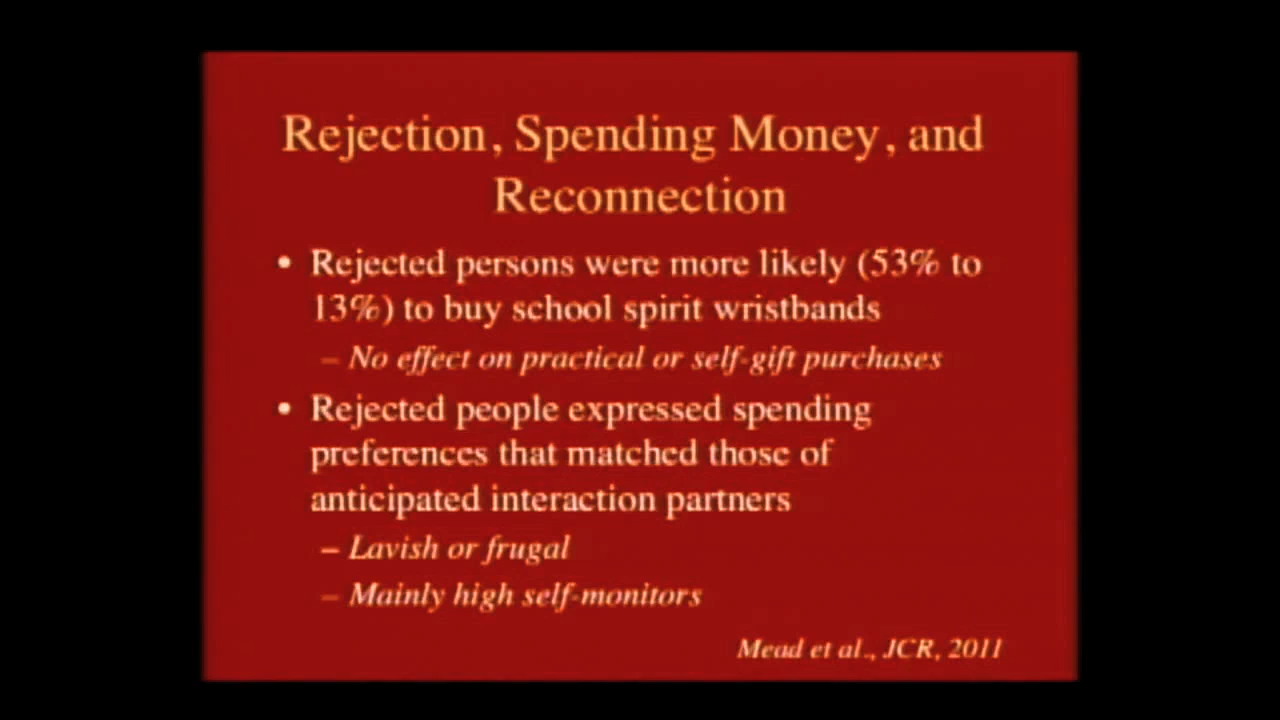 Rejection, Spending Money, and
Reconnection
• Rejected persons were more likely (53% to
13%) to buy school spirit wristbands
– No effect on practical or self-gift purchases
• Rejected people expressed spending
preferences that matched those of
anticipated interaction partners
– Lavish or frugal
– Mainly high self-monitors
Mead et al., JCR, 2011